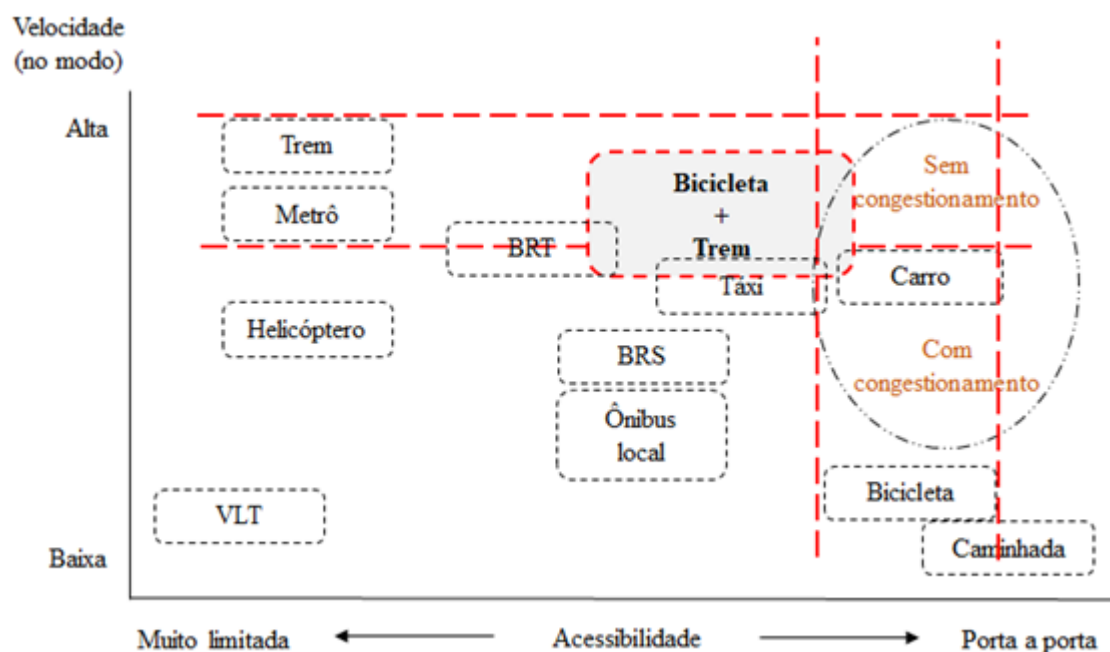 Velocidade
(no modo)
Alta
Trem
Metrô
Helicóptero
VLT
Baixa
BRT
Bicicleta
+
Trem
Táxi
BRS
Ônibus
local
Sem
congestionamento
Carro
Com
congestionamento
Bicicleta
Caminhada
Muito limitada
Acessibilidade
Porta a porta